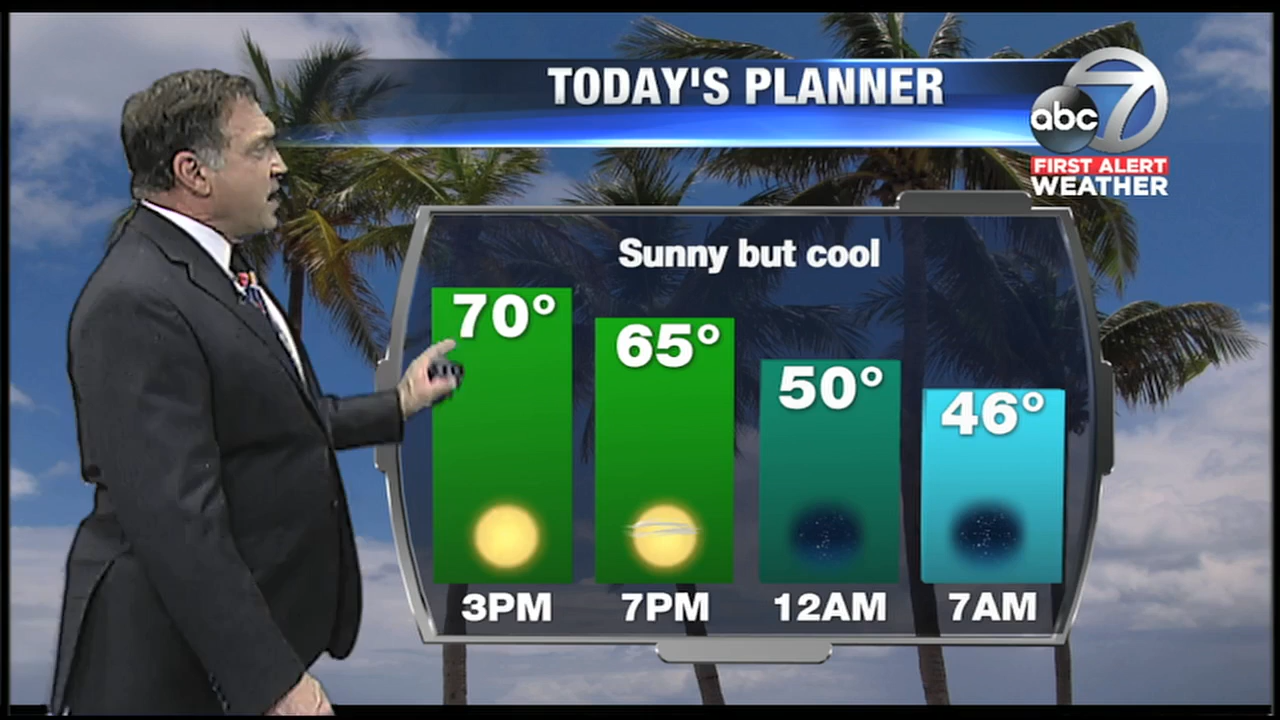 TODAY'S PLANNER
abc 7
FIRST ALERT
WEATHER
Sunny but cool
70° 65° 50° 46°
3PM 7PM 12AM 7AM